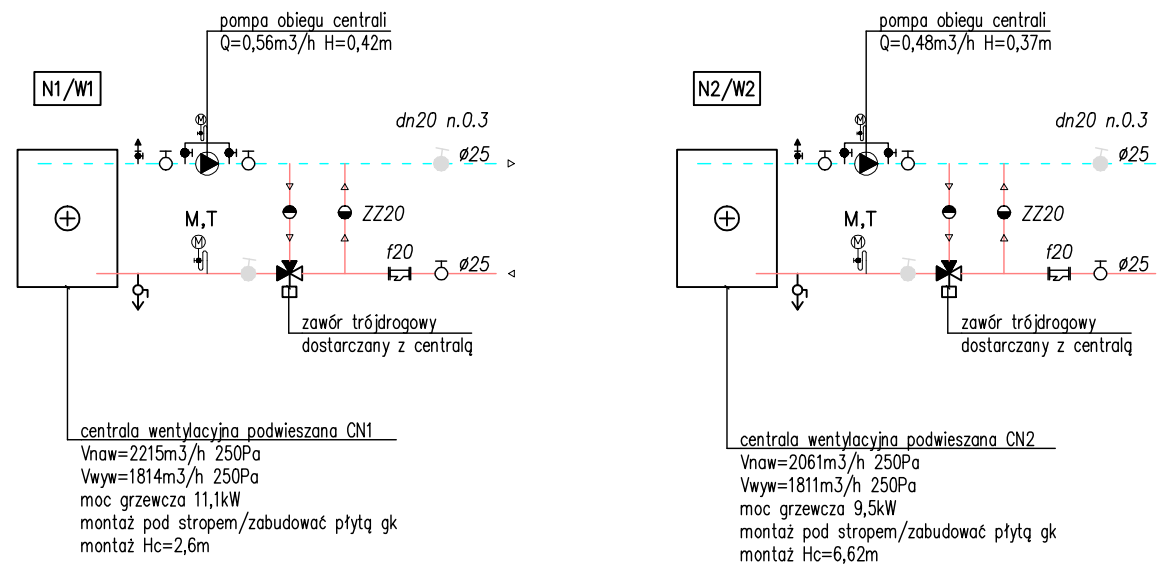 pompa obiegu centrali
Q=0,56m3/h H=0,42m
N1/W1
M
dn20 n.0.3
ø25
M,T
ZZ20
M
f20
ø25
zawór trójdrogowy
dostarczany z centralą
centrala wentylacyjna podwieszana CN1
Vnaw=2215m3/h 250Pa
Vwyw=1814m3/h 250Pa
moc grzewcza 11,1kW
montaż pod stropem/zabudować płytą gk
montaż Hc=2,6m
pompa obiegu centrali
Q=0,48m3/h H=0,37m
N2/W2
M
dn20 n.0.3
ø25
M,T
ZZ20
M
f20
ø25
zawór trójdrogowy
dostarczany z centralą
centrala wentylacyjna podwieszana CN2
Vnaw=2061m3/h 250Pa
Vwyw=1811m3/h 250Pa
moc grzewcza 9,5kW
montaż pod stropem/zabudować płytą gk
montaż Hc=6,62m